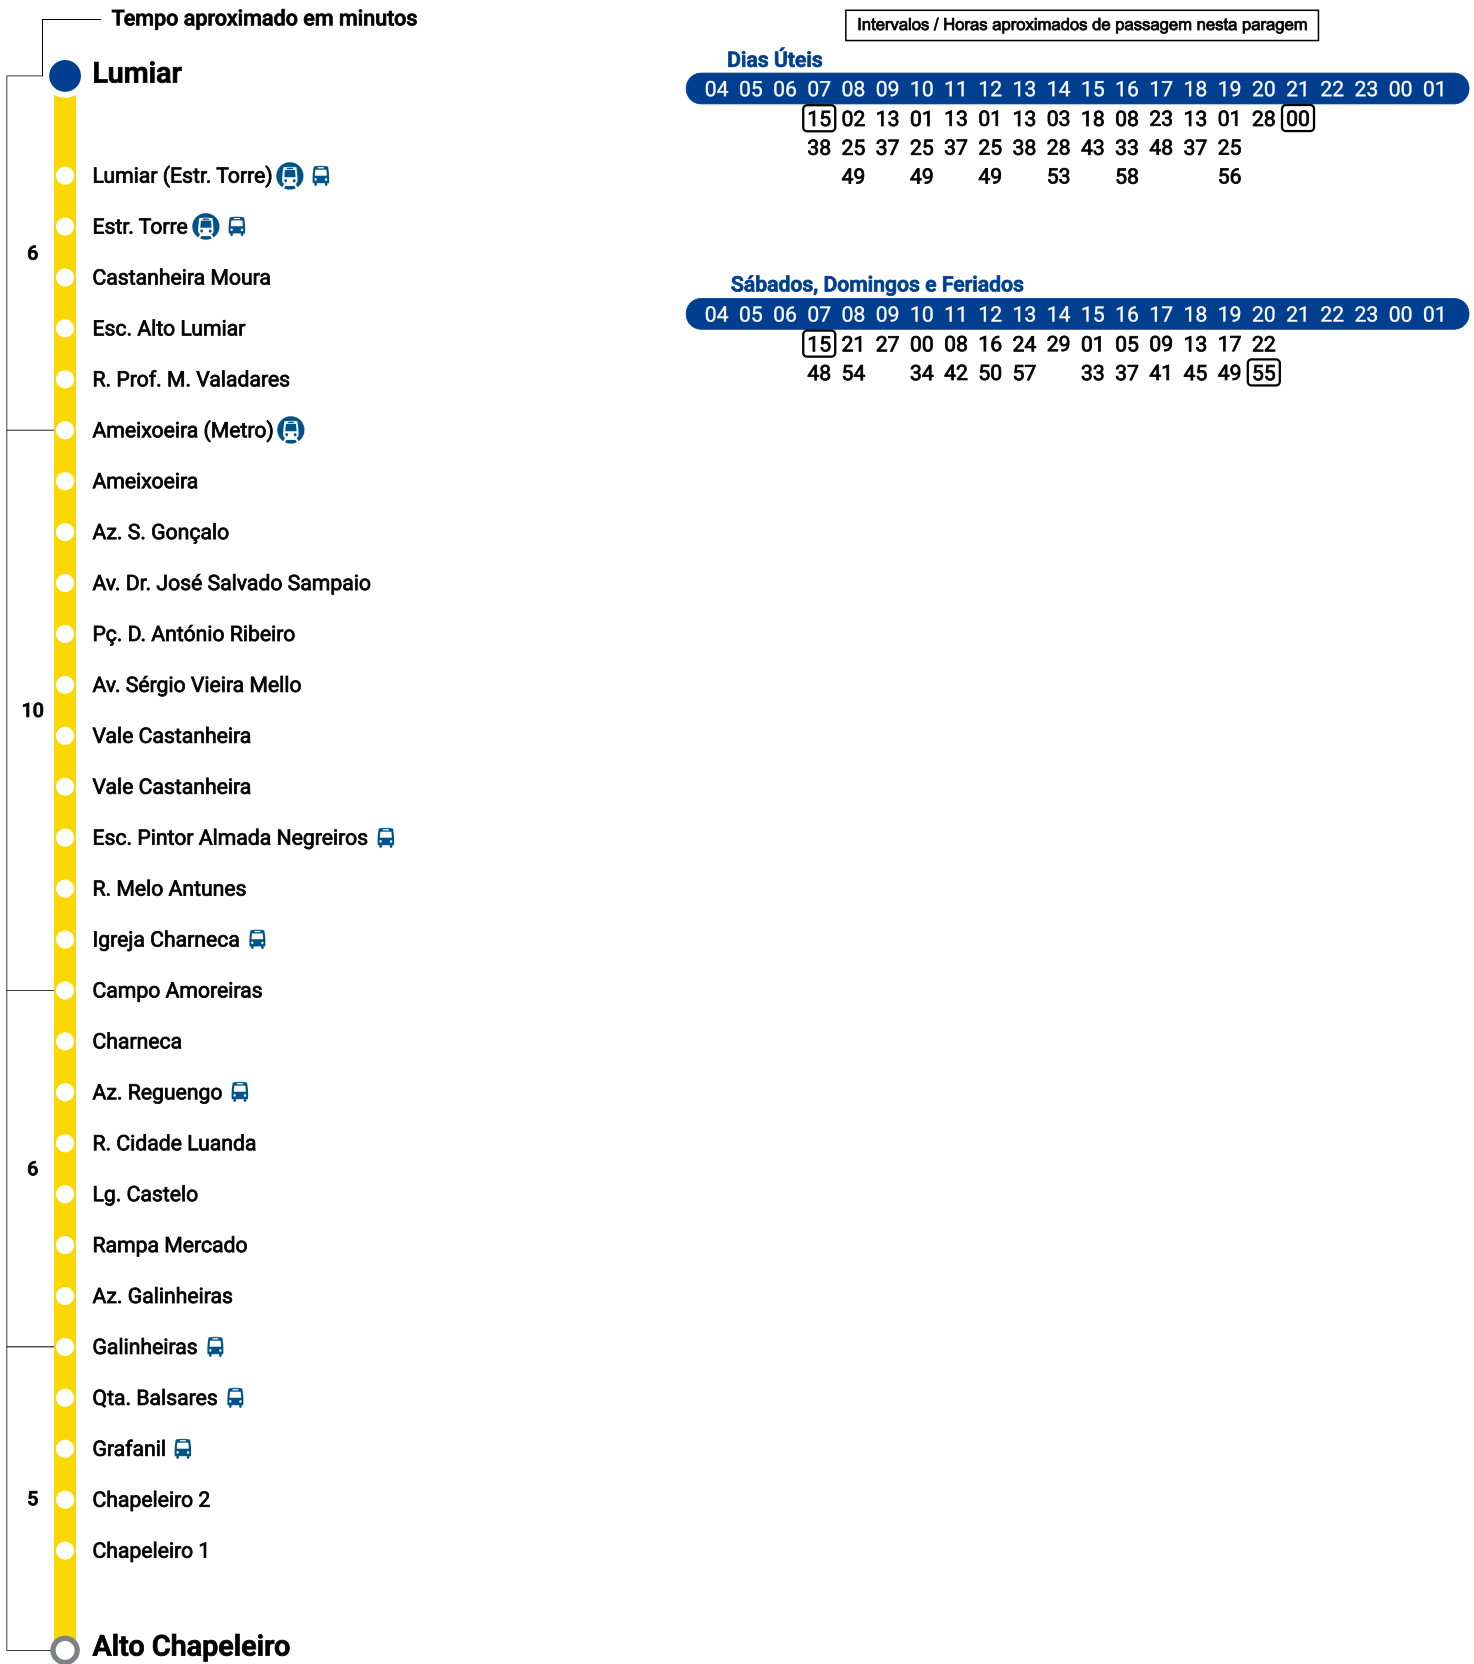 Tempo aproximado em minutos
Lumiar
Lumiar (Estr. Torre)
Estr. Torre
6
Castanheira Moura
Esc. Alto Lumiar
R. Prof. M. Valadares
Ameixoeira (Metro)
Ameixoeira
Az. S. Gonçalo
Av. Dr. José Salvado Sampaio
Pç. D. António Ribeiro
Av. Sérgio Vieira Mello
10
Vale Castanheira
Vale Castanheira
Esc. Pintor Almada Negreiros
R. Melo Antunes
Igreja Charneca
Campo Amoreiras
Charneca
Az. Reguengo
R. Cidade Luanda
6
Lg. Castelo
Rampa Mercado
Az. Galinheiras
Galinheiras
Qta. Balsares
Grafanil
5
Chapeleiro 2
Chapeleiro 1
Alto Chapeleiro
Intervalos / Horas aproximados de passagem nesta paragem
Dias Úteis
04 05 06 07 08 09 10 11 12 13 14 15 16 17 18 19 20 21 22 23 00 01
15 02 13 01 13 01 13 03 18 08 23 13 01 28 00
38 25 37 25 37 25 38 28 43 33 48 37 25
49 49 49 53 58 56
Sábados, Domingos e Feriados
04 05 06 07 08 09 10 11 12 13 14 15 16 17 18 19 20 21 22 23 00 01
15 21 27 00 08 16 24 29 01 05 09 13 17 22
48 54 34 42 50 57 33 37 41 45 49 55